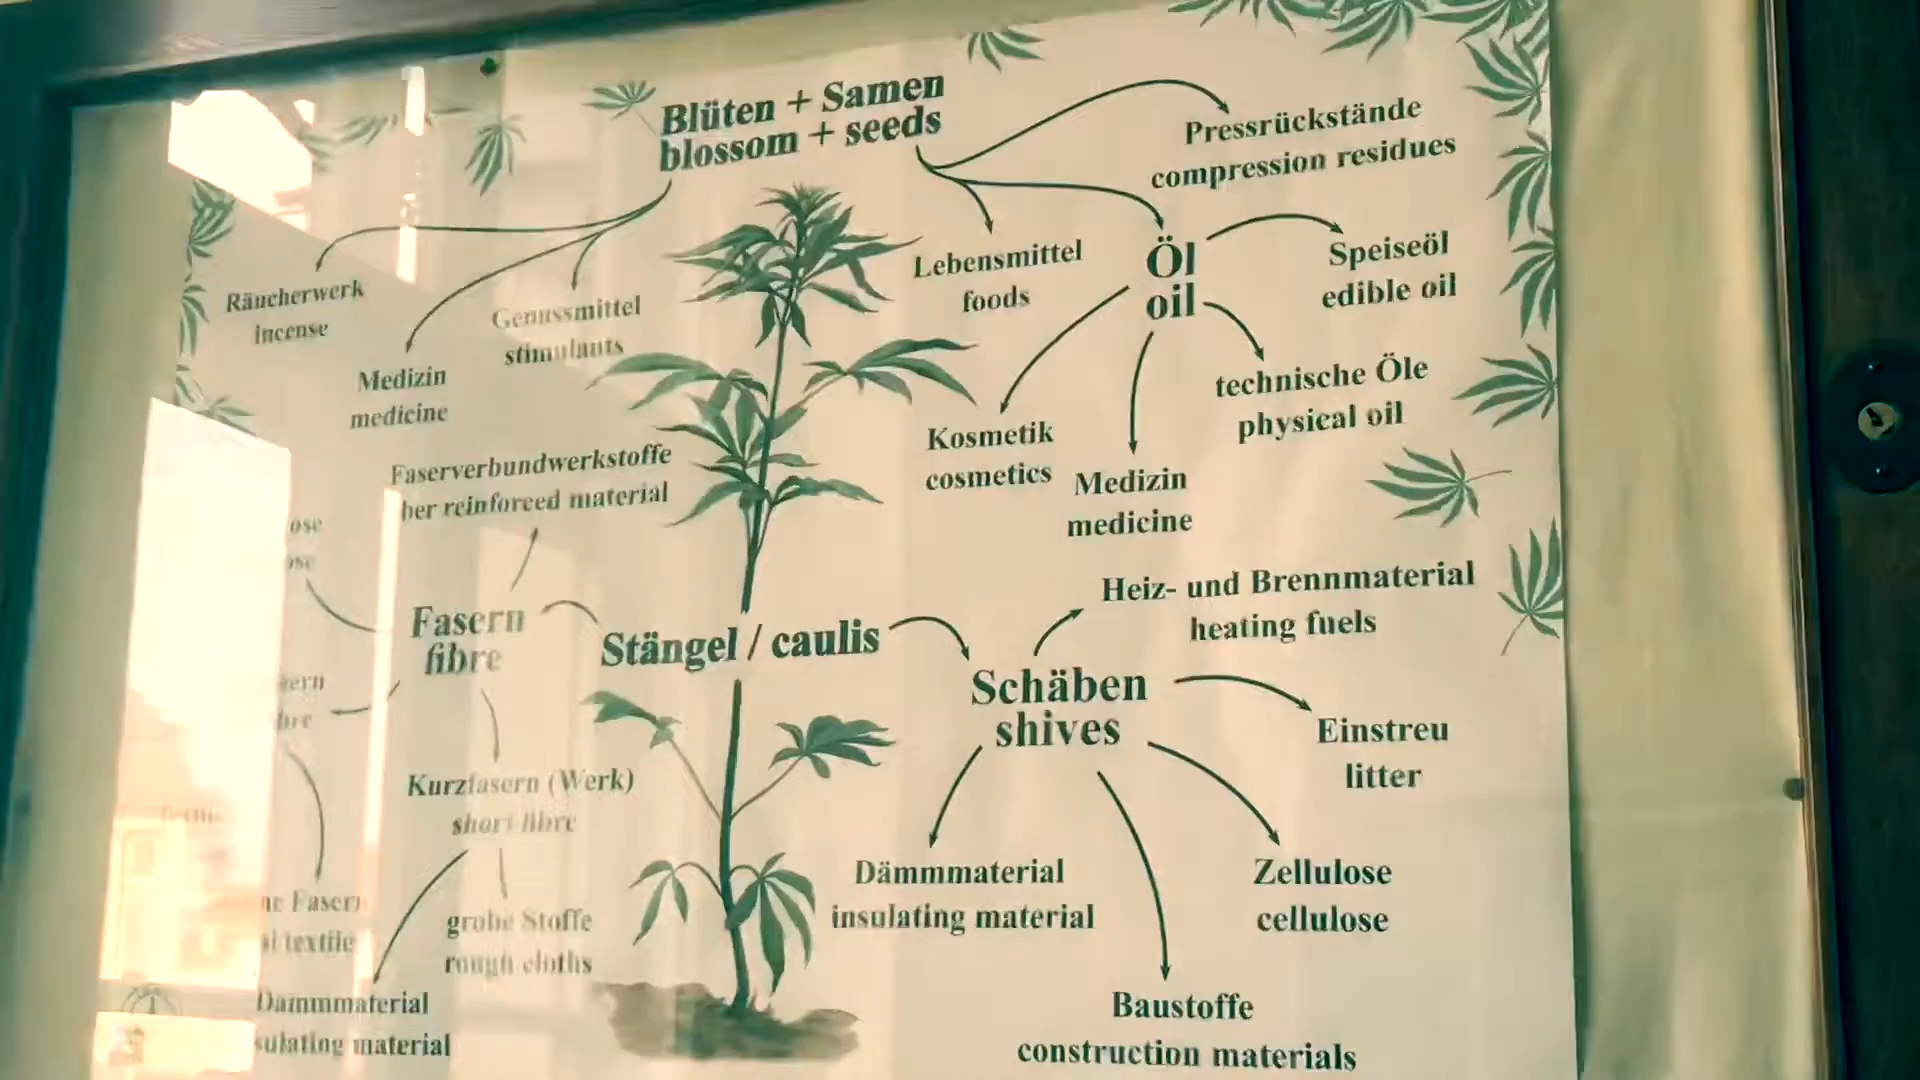 Blüten + Samen
blossom + seeds
Pressrückstände
compression residues
Räucherwerk
incense
Medizin
medicine
Genussmittel
stimulants
Lebensmittel
foods
Öl
oil
Speiseöl
edible oil
technische Öle
physical oil
Kosmetik
cosmetics
Medizin
medicine
Faserverbundwerkstoffe
reinforced material
Fasern
fibre
Stängel / caulis
Heiz- und Brennmaterial
heating fuels
Schäben
shives
Einstreu
litter
Kurzfasern (Werk)
short fibre
textile
grobe Stoffe
rough cloths
Dämmmaterial
insulating material
Zellulose
cellulose
Dämmmaterial
material
Baustoffe
construction materials